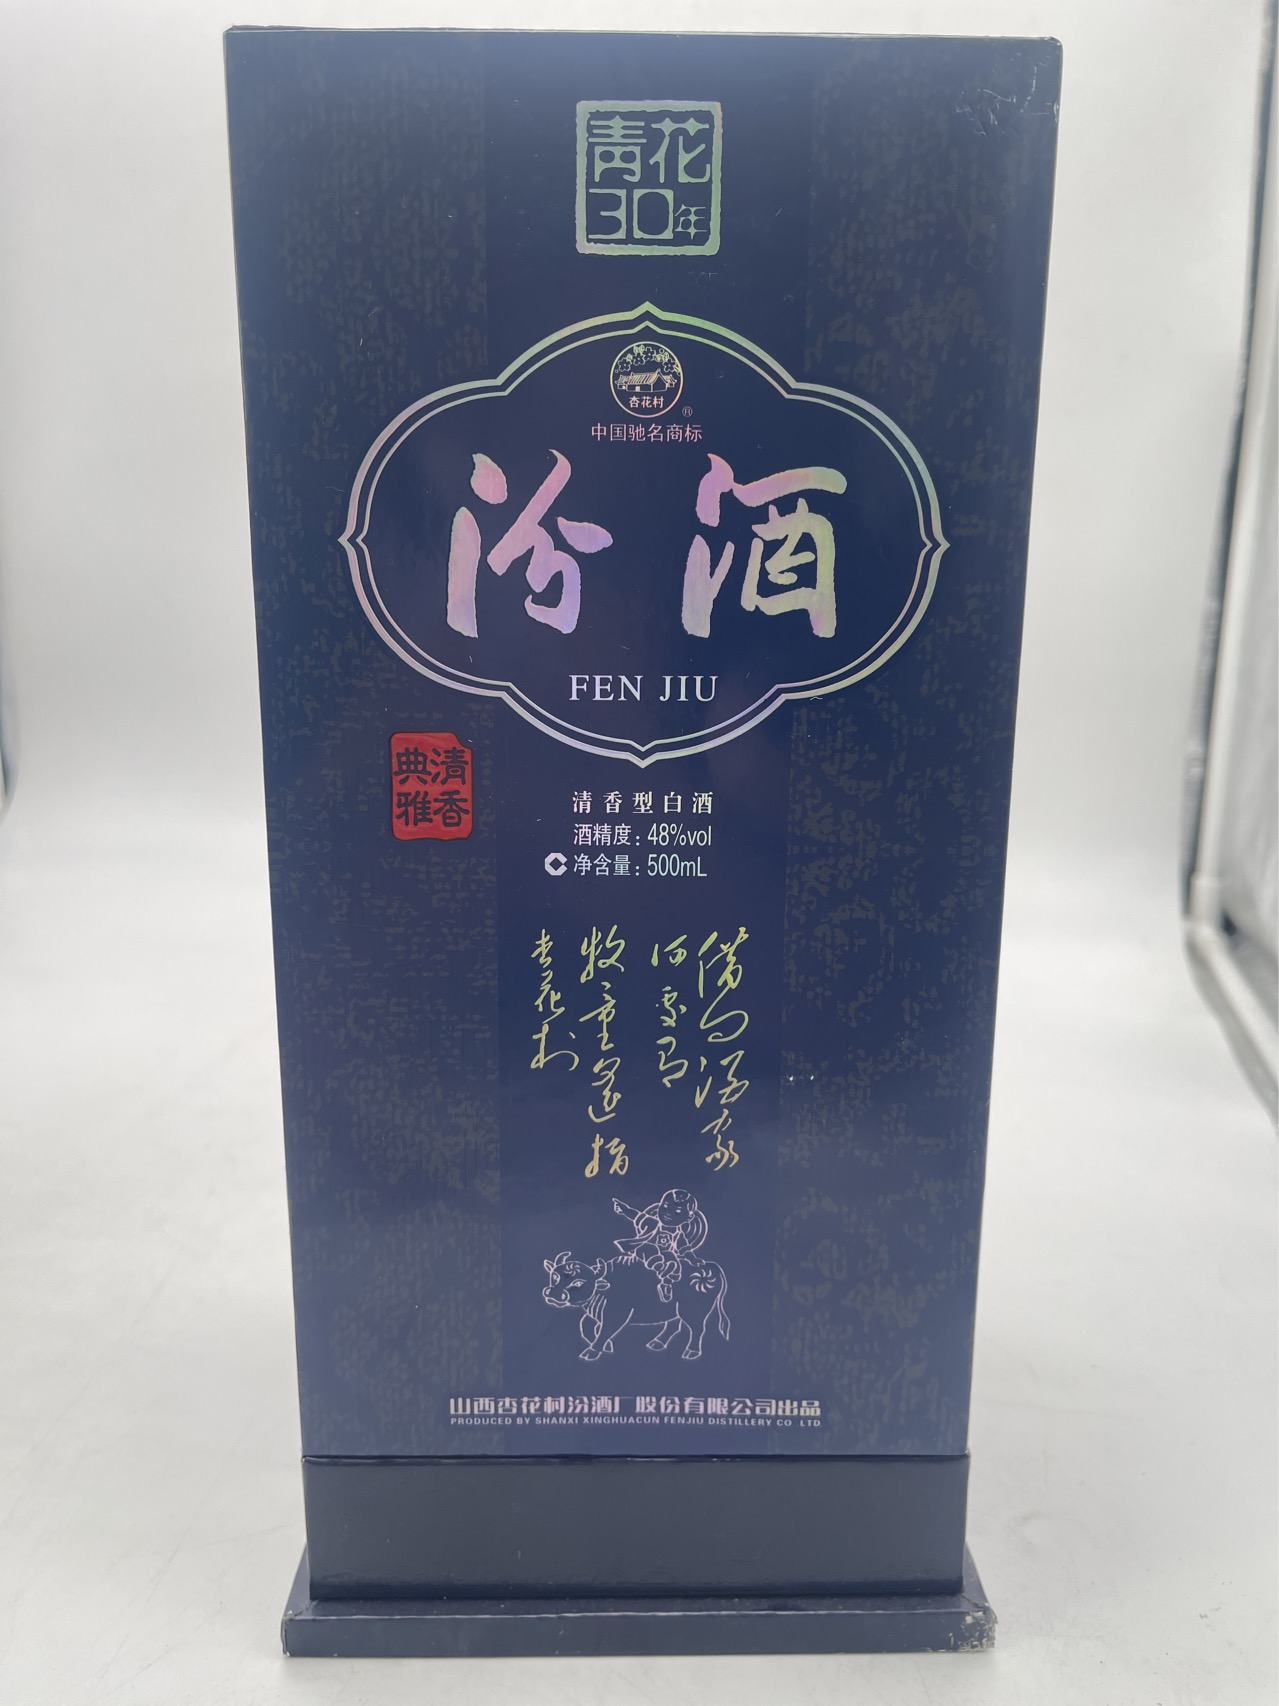 青花
30年
杏花村
®
中国驰名商标
汾酒
FEN JIU
清香
典雅
清香型白酒
酒精度：48%vol
净含量：500mL
借问酒家
何处有
牧童遥指
杏花村
山西杏花村汾酒厂股份有限公司出品
PRODUCED BY SHANXI XINGHUACUN FENJIU DISTILLERY CO LTD